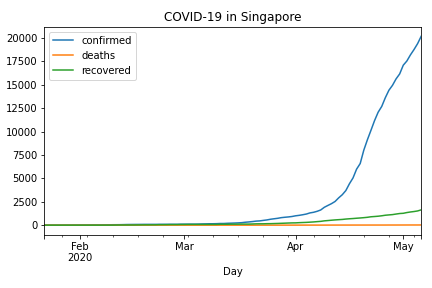 COVID-19 in Singapore
confirmed
deaths
recovered
20000
17500
15000
12500
10000
7500
5000
2500
0
Feb
2020
Mar
Apr
May
Day